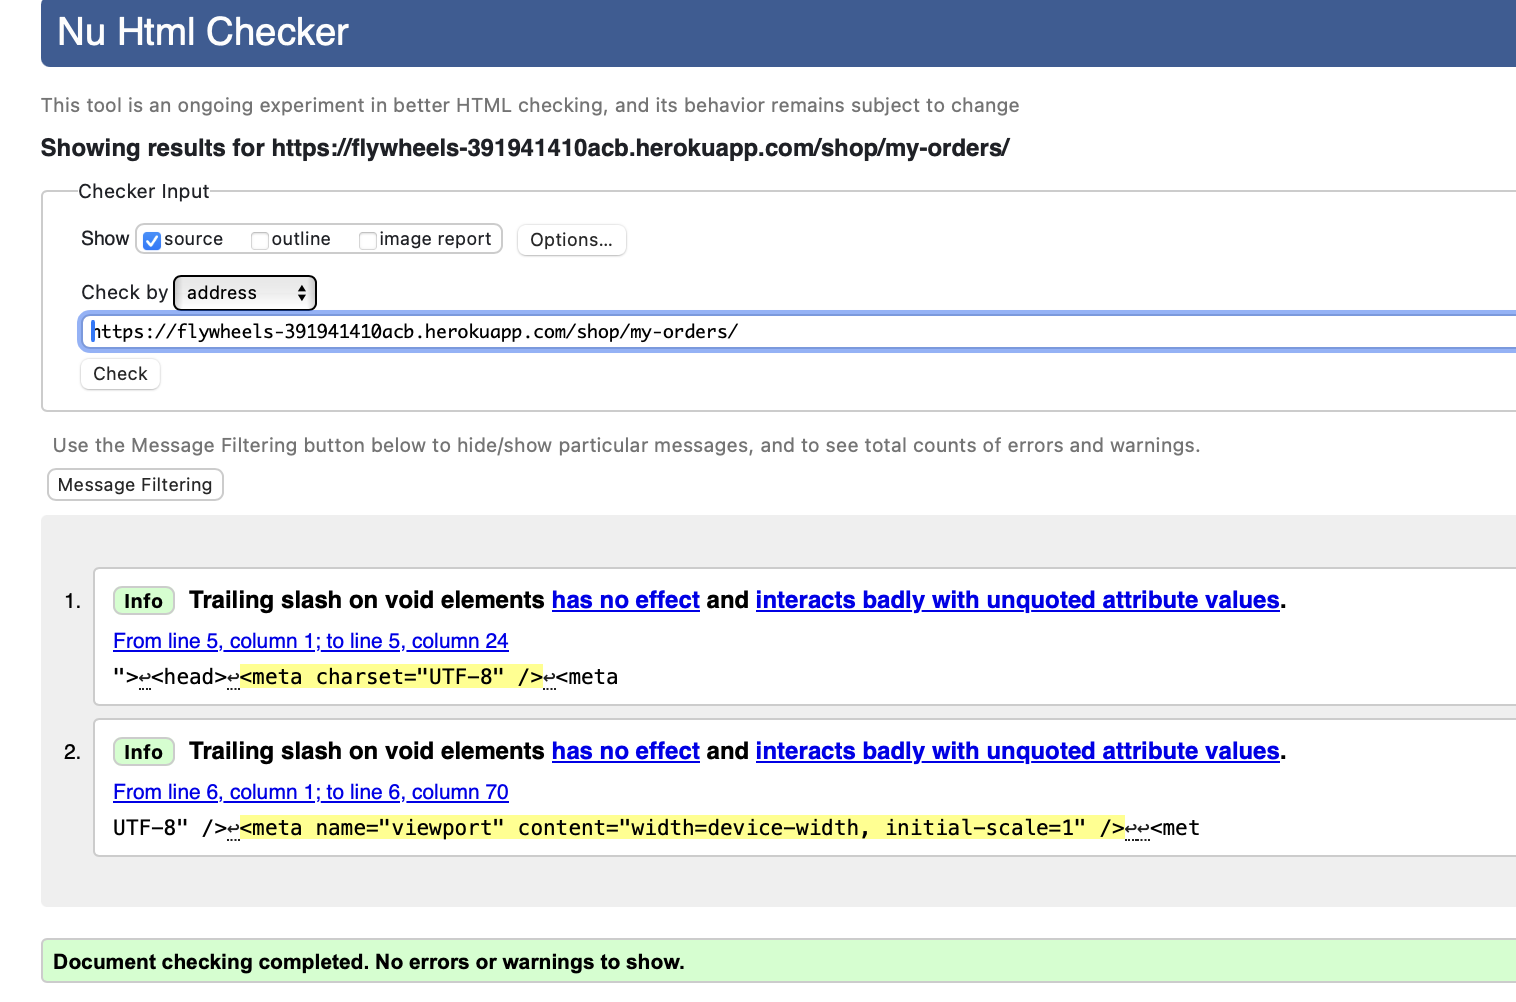 Nu Html Checker
This tool is an ongoing experiment in better HTML checking, and its behavior remains subject to change
Showing results for https://flywheels-391941410acb.herokuapp.com/shop/my-orders/
Checker Input
Show source outline image report Options...
Check by address
https://flywheels-391941410acb.herokuapp.com/shop/my-orders/
Check
Use the Message Filtering button below to hide/show particular messages, and to see total counts of errors and warnings.
Message Filtering
1. Info Trailing slash on void elements has no effect and interacts badly with unquoted attribute values.
From line 5, column 1; to line 5, column 24
">↩<head>↩<meta charset="UTF-8" />↩<meta
2. Info Trailing slash on void elements has no effect and interacts badly with unquoted attribute values.
From line 6, column 1; to line 6, column 70
UTF-8" />↩<meta name="viewport" content="width=device-width, initial-scale=1" />↩↩<met
Document checking completed. No errors or warnings to show.